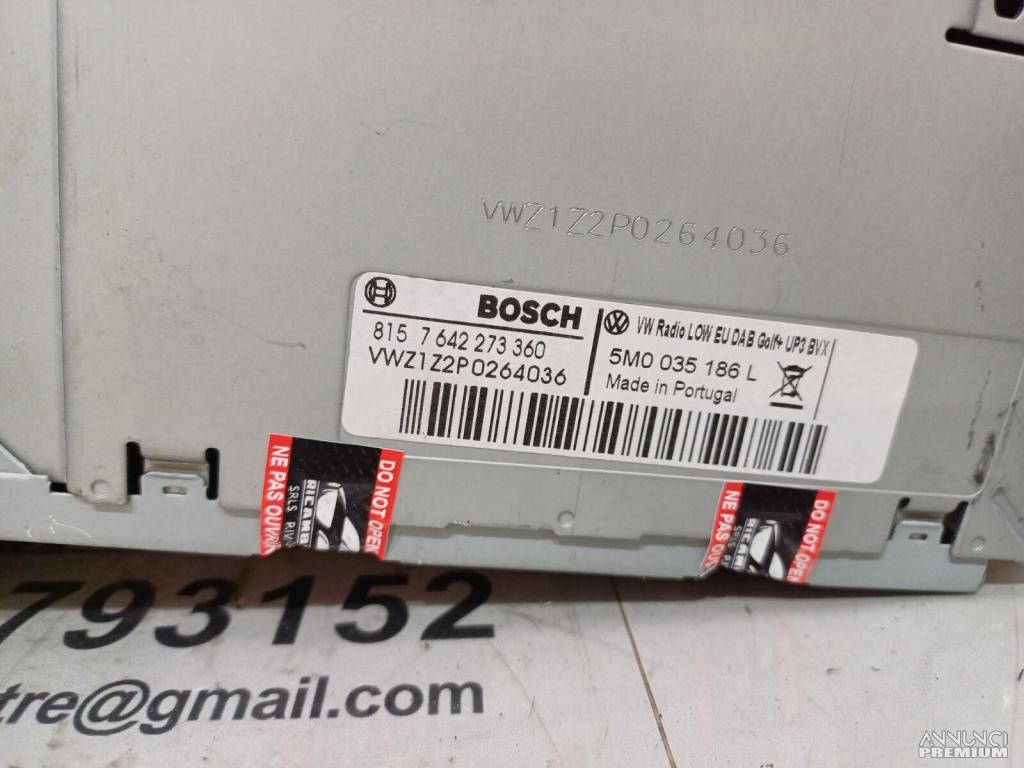 VWZ1Z2P0264036
BOSCH
815 7 642 273 360
VWZ1Z2P0264036
VW Radio LOW EU DAB Golf+ UP3 BVX
5M0 035 186 L
Made in Portugal
DO NOT OPEN
NE PAS OUVRIR
SRLS
DO NOT OPEN
NE PAS OUV
793152
tre@gmail.com
ANNUNCI
PREMIUM